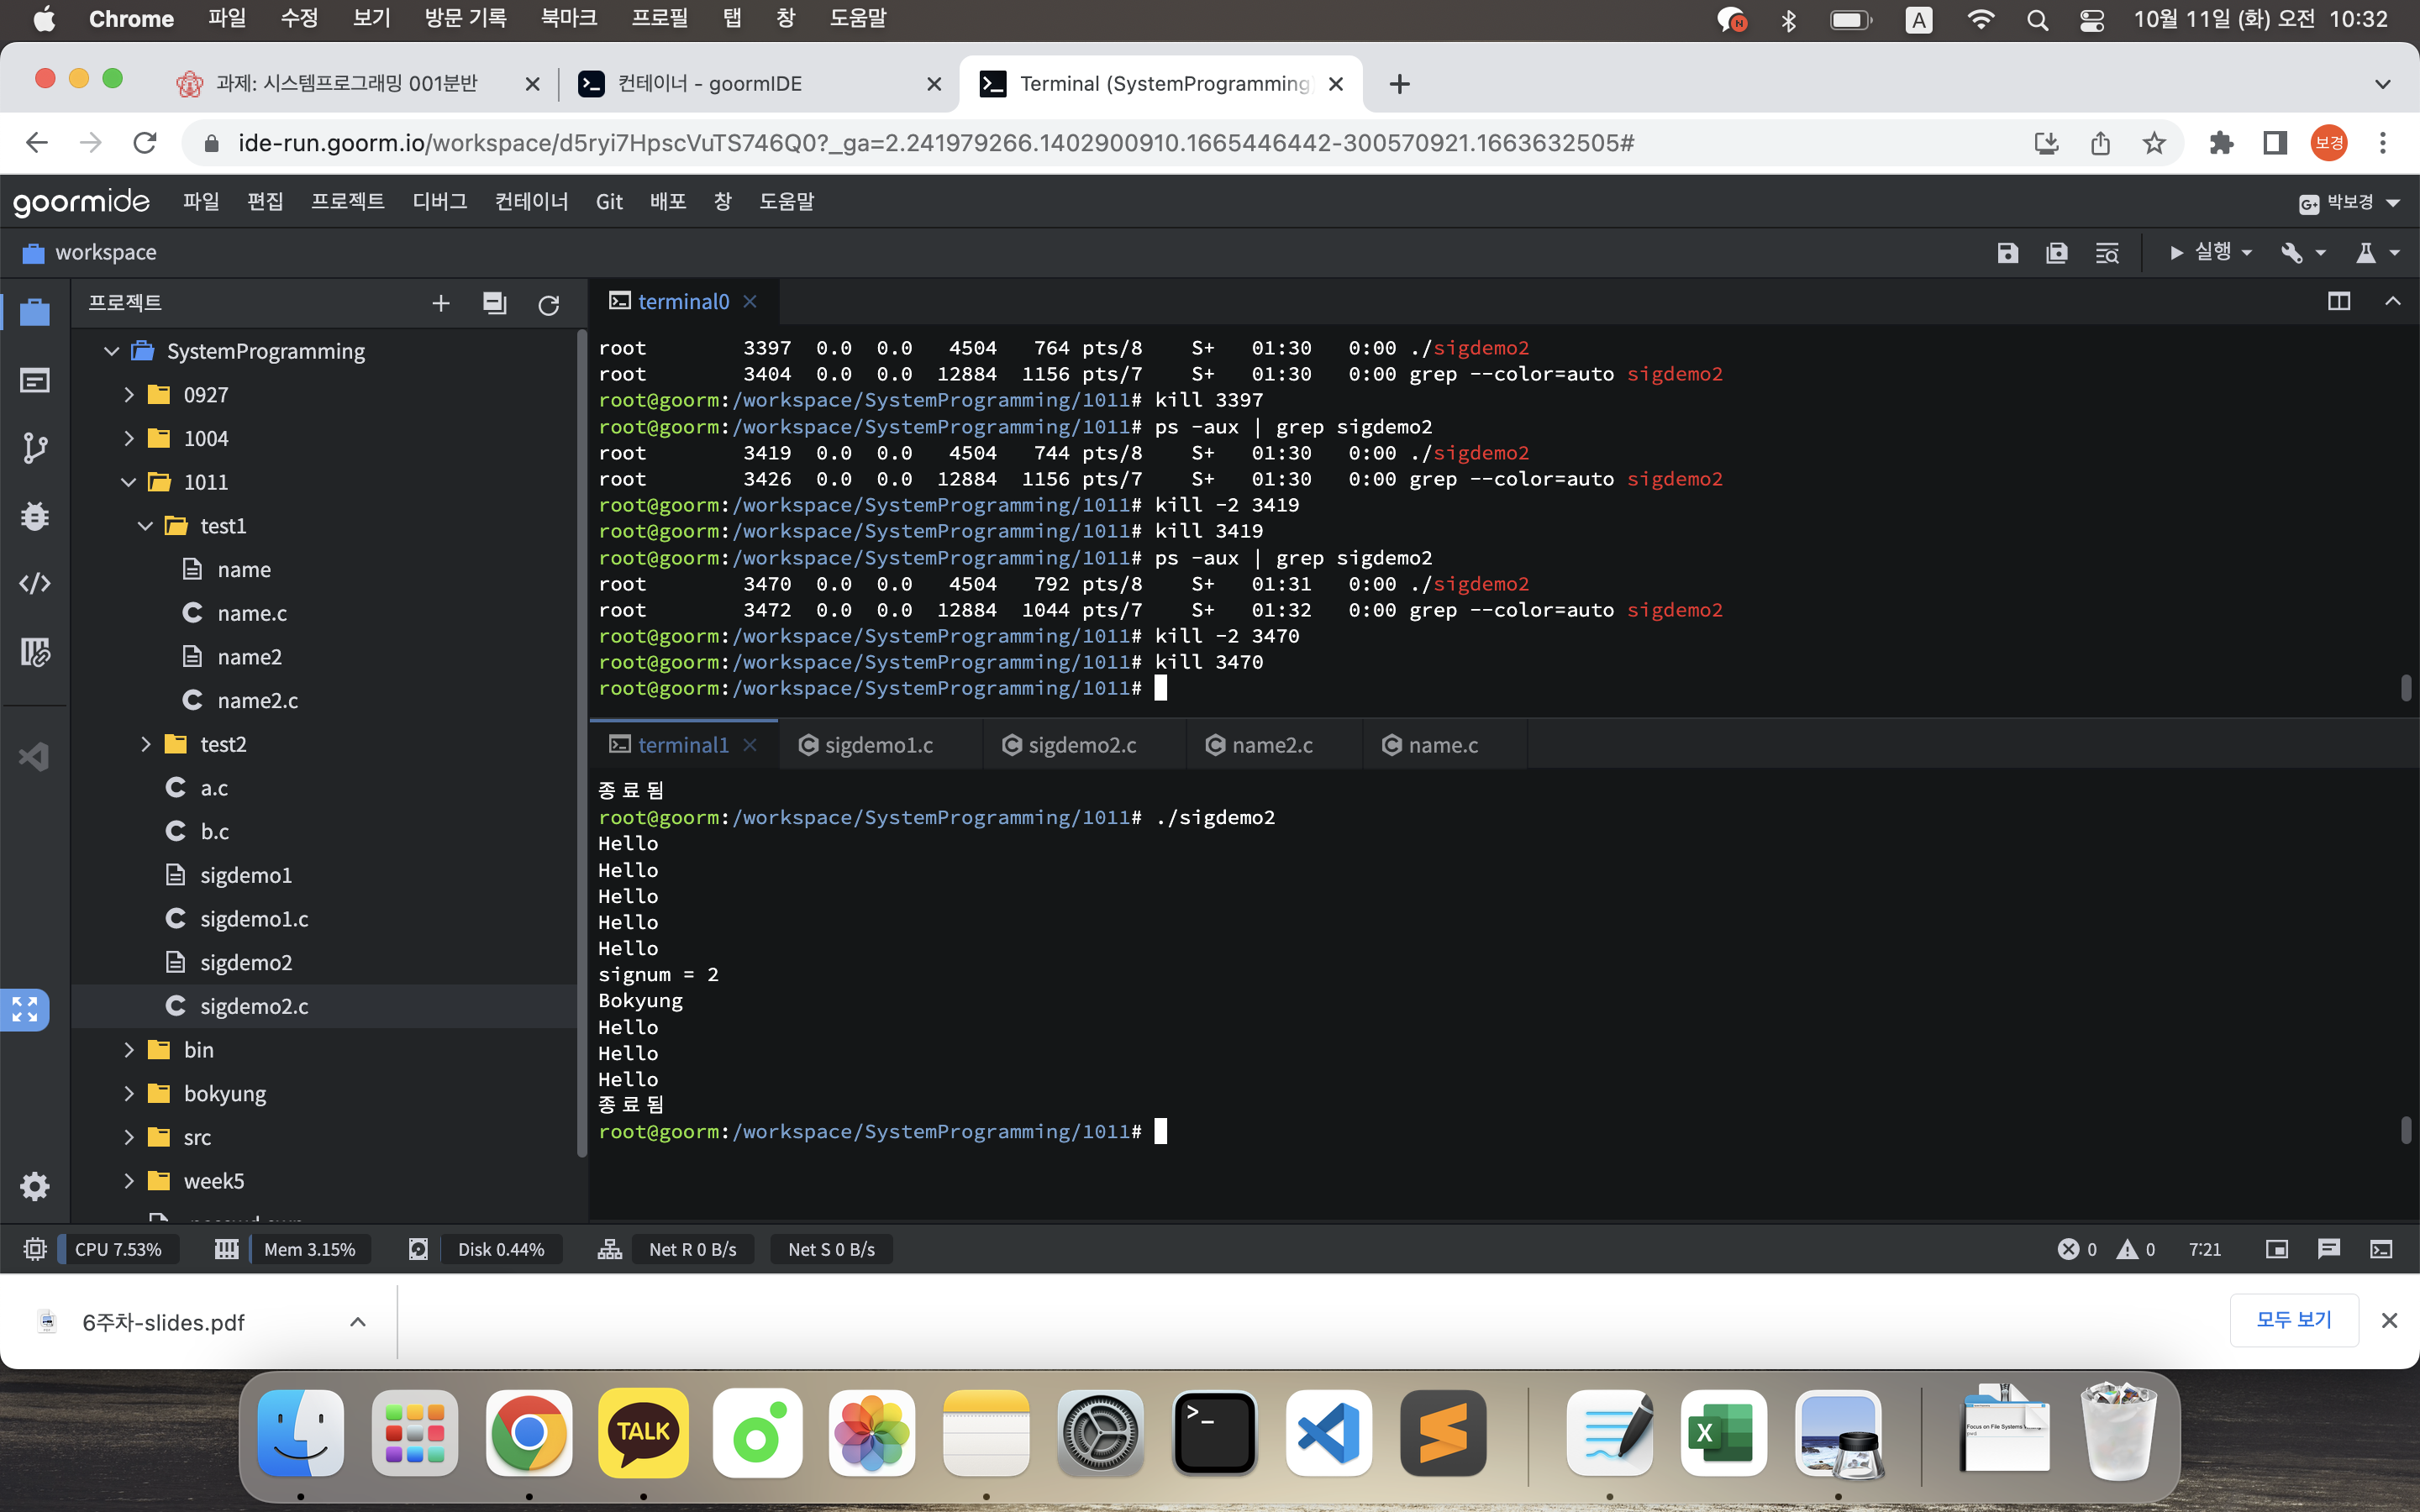 Chrome 파일 수정 보기 방문 기록 북마크 프로필 탭 창 도움말 A 10월 11일 (화) 오전 10:32
과제: 시스템프로그래밍 001분반 컨테이너 - goormIDE Terminal (SystemProgramming
ide-run.goorm.io/workspace/d5ryi7HpscVuTS746Q0?_ga=2.241979266.1402900910.1665446442-300570921.1663632505# 보경
goormide 파일 편집 프로젝트 디버그 컨테이너 Git 배포 창 도움말 G+ 박보경
workspace 실행
프로젝트
SystemProgramming
0927
1004
1011
test1
name
name.c
name2
name2.c
test2
a.c
b.c
sigdemo1
sigdemo1.c
sigdemo2
sigdemo2.c
bin
bokyung
src
week5
terminal0
root 3397 0.0 0.0 4504 764 pts/8 S+ 01:30 0:00 ./sigdemo2
root 3404 0.0 0.0 12884 1156 pts/7 S+ 01:30 0:00 grep --color=auto sigdemo2
root@goorm:/workspace/SystemProgramming/1011# kill 3397
root@goorm:/workspace/SystemProgramming/1011# ps -aux | grep sigdemo2
root 3419 0.0 0.0 4504 744 pts/8 S+ 01:30 0:00 ./sigdemo2
root 3426 0.0 0.0 12884 1156 pts/7 S+ 01:30 0:00 grep --color=auto sigdemo2
root@goorm:/workspace/SystemProgramming/1011# kill -2 3419
root@goorm:/workspace/SystemProgramming/1011# kill 3419
root@goorm:/workspace/SystemProgramming/1011# ps -aux | grep sigdemo2
root 3470 0.0 0.0 4504 792 pts/8 S+ 01:31 0:00 ./sigdemo2
root 3472 0.0 0.0 12884 1044 pts/7 S+ 01:32 0:00 grep --color=auto sigdemo2
root@goorm:/workspace/SystemProgramming/1011# kill -2 3470
root@goorm:/workspace/SystemProgramming/1011# kill 3470
root@goorm:/workspace/SystemProgramming/1011#
terminal1 sigdemo1.c sigdemo2.c name2.c name.c
종료됨
root@goorm:/workspace/SystemProgramming/1011# ./sigdemo2
Hello
Hello
Hello
Hello
Hello
signum = 2
Bokyung
Hello
Hello
Hello
종료됨
root@goorm:/workspace/SystemProgramming/1011#
CPU 7.53% Mem 3.15% Disk 0.44% Net R 0 B/s Net S 0 B/s 0 0 7:21
6주차-slides.pdf 모두 보기
TALK